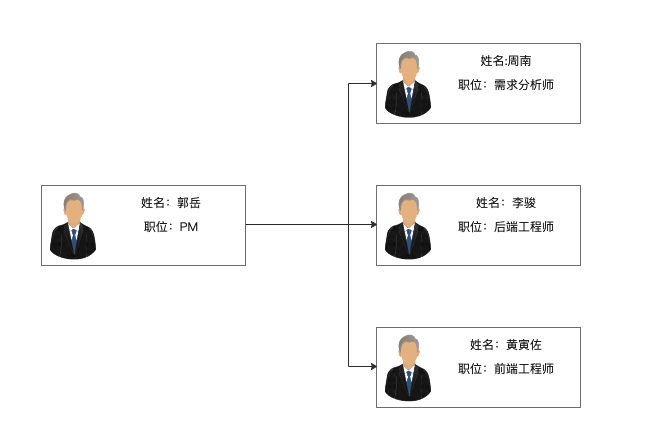 姓名:周南
职位：需求分析师
姓名：郭岳
职位：PM
姓名：李骏
职位：后端工程师
姓名：黄寅佐
职位：前端工程师